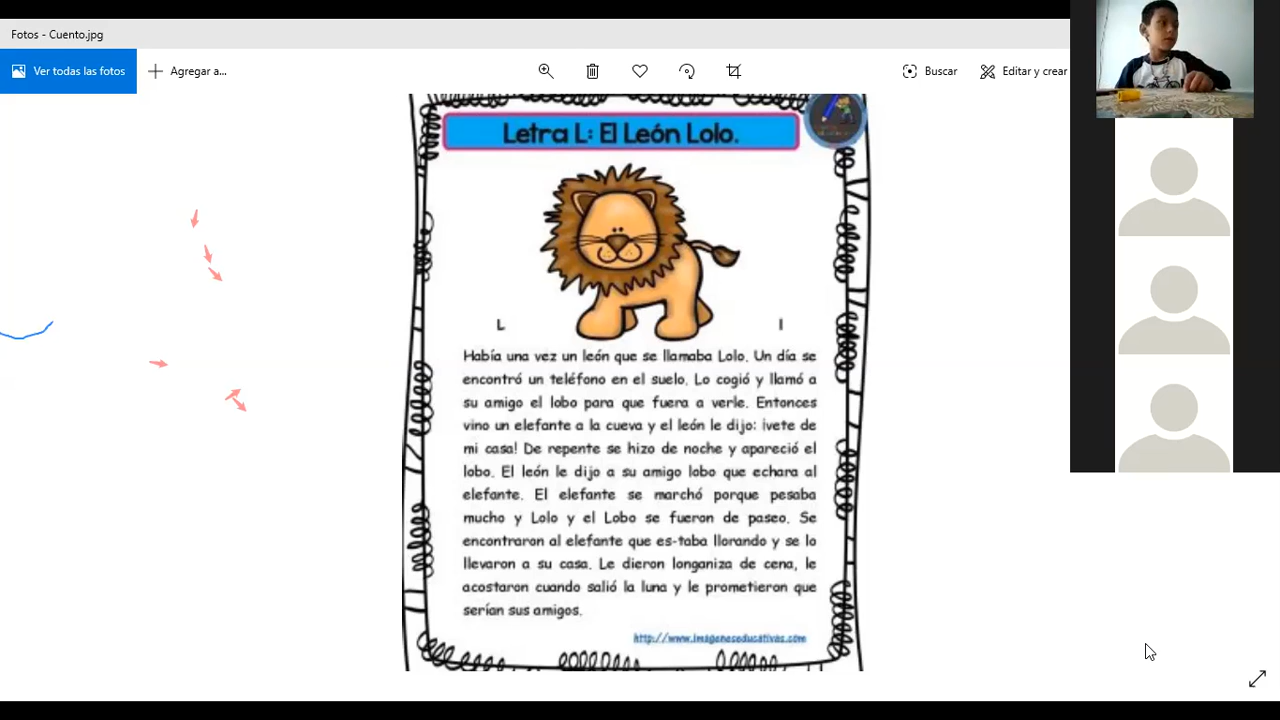 Fotos - Cuento.jpg
Ver todas las fotos
Agregar a...
Buscar
Editar y crear
Letra L: El León Lolo.
L
l
Había una vez un león que se llamaba Lolo. Un día se
encontró un teléfono en el suelo. Lo cogió y llamó a
su amigo el lobo para que fuera a verle. Entonces
vino un elefante a la cueva y el león le dijo: ¡vete de
mi casa! De repente se hizo de noche y apareció el
lobo. El león le dijo a su amigo lobo que echara al
elefante. El elefante se marchó porque pesaba
mucho y Lolo y el Lobo se fueron de paseo. Se
encontraron al elefante que es-taba llorando y se lo
llevaron a su casa. Le dieron longaniza de cena, le
acostaron cuando salió la luna y le prometieron que
serían sus amigos.
http://www.imageneseducativas.com